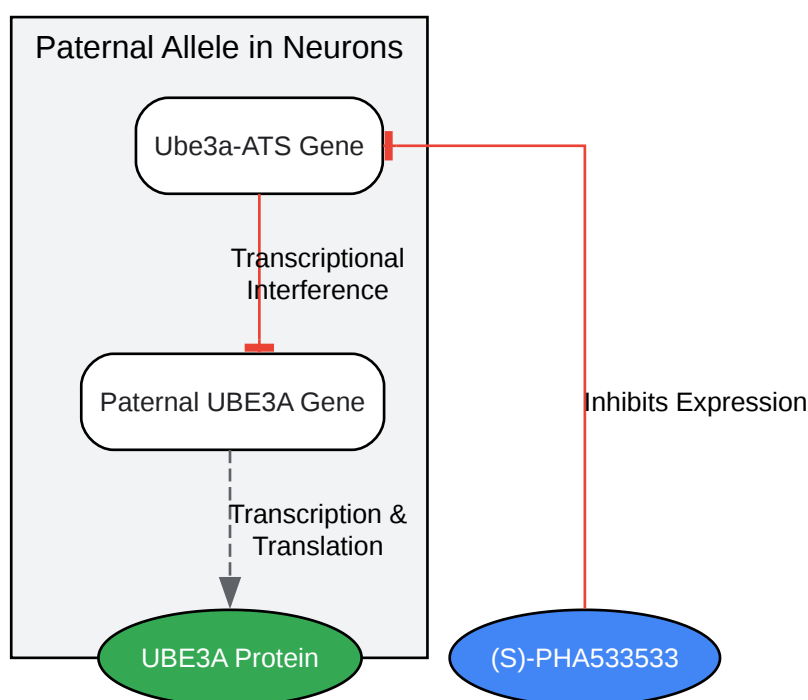 Paternal Allele in Neurons
Ube3a-ATS Gene
Transcriptional
Interference
Paternal UBE3A Gene
Inhibits Expression
Transcription &
Translation
UBE3A Protein
(S)-PHA533533